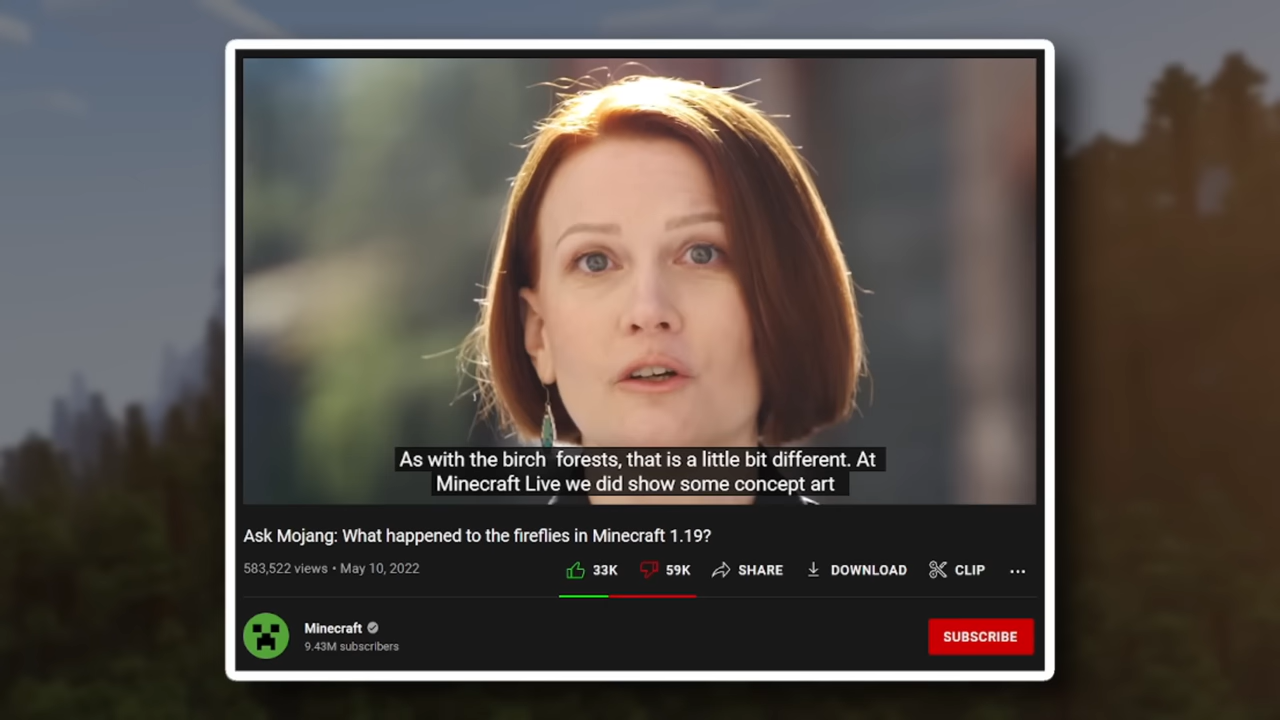 As with the birch  forests, that is a little bit different. At
Minecraft Live we did show some concept art
Ask Mojang: What happened to the fireflies in Minecraft 1.19?
583,522 views • May 10, 2022
33K 59K SHARE DOWNLOAD CLIP ...
Minecraft
9.43M subscribers
SUBSCRIBE